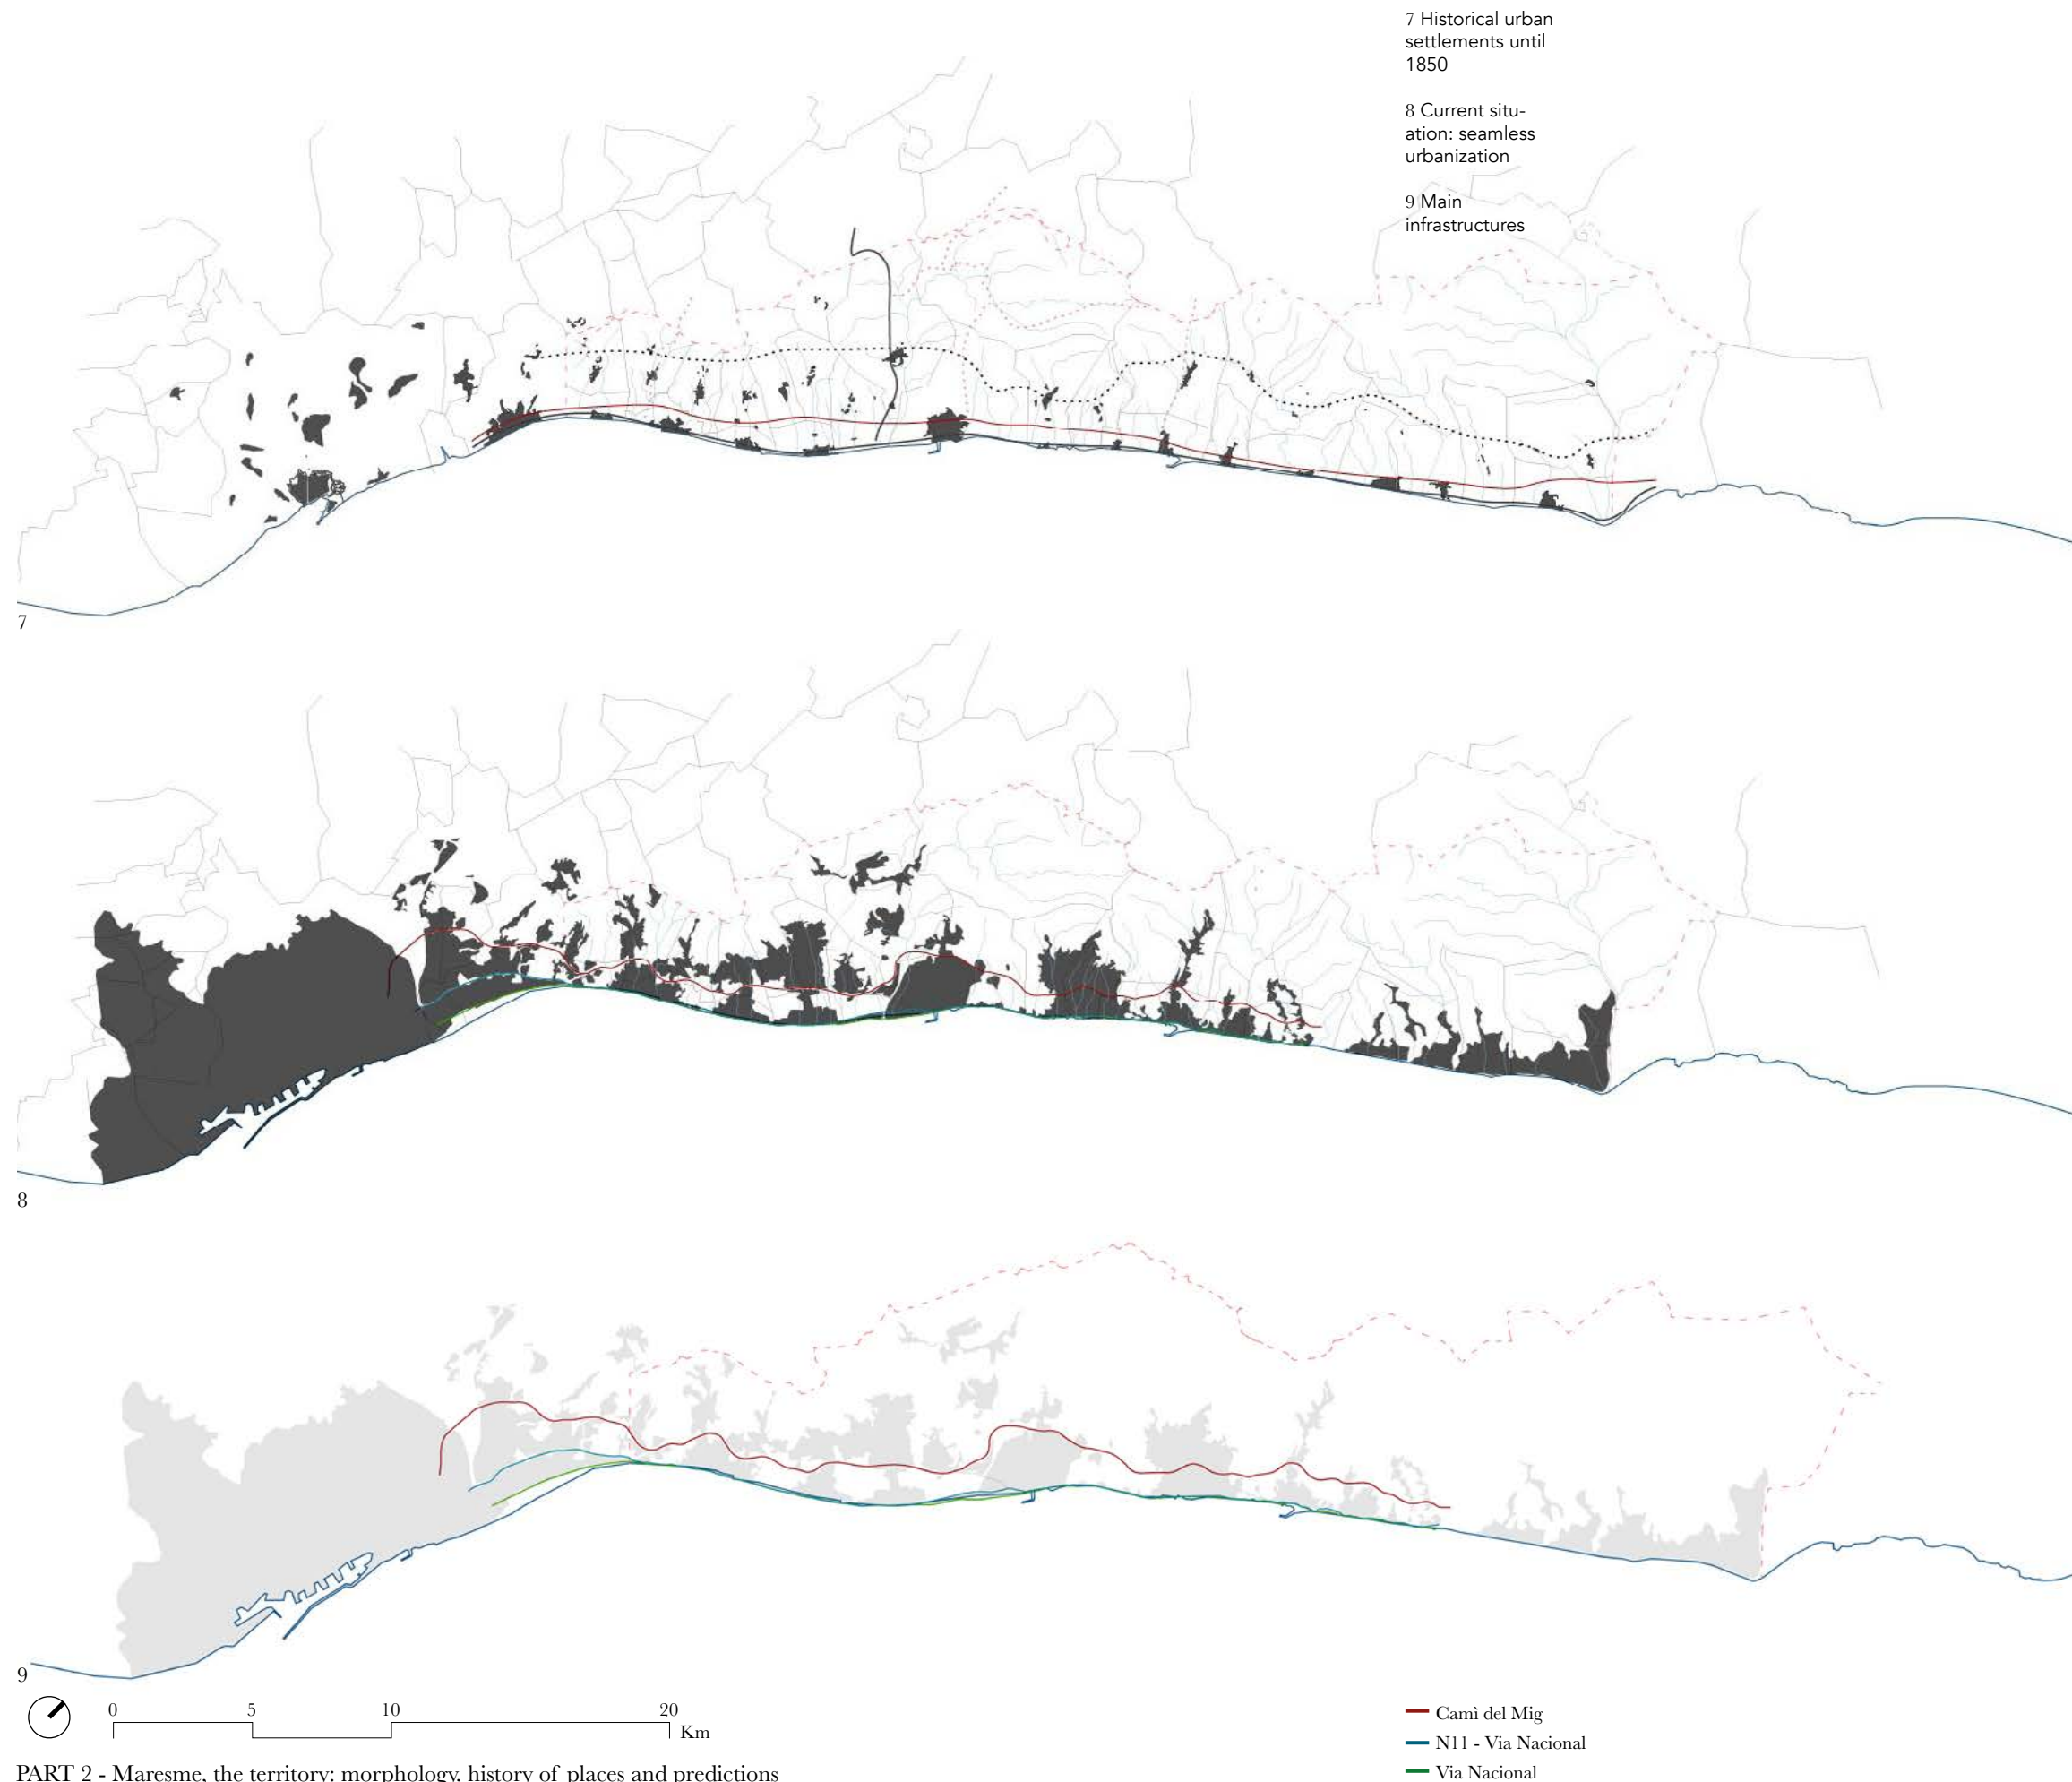 7 Historical urban
settlements until
1850
8 Current situ-
ation: seamless
urbanization
9 Main
infrastructures
7
8
9
0 5 10 20
Km
Camì del Mig
N11 - Via Nacional
Via Nacional
PART 2 - Maresme, the territory: morphology, history of places and predictions